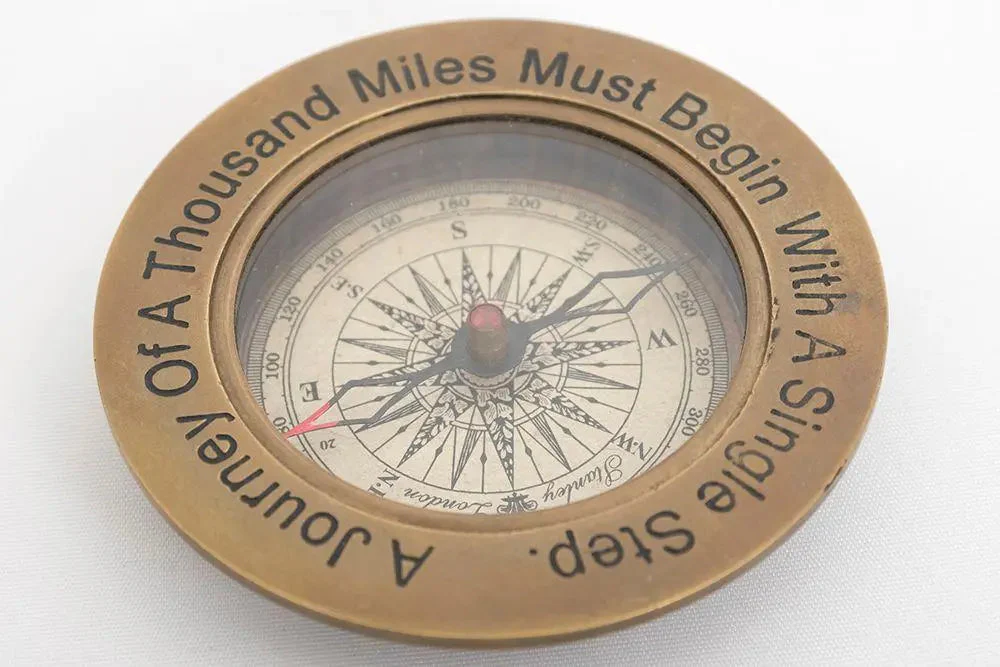 A Journey Of A Thousand Miles Must Begin With A Single Step.
S
180
200
220
S.W
240
260
W
280
300
N.W
Stanley
London
20
E
100
120
S.E
140
160